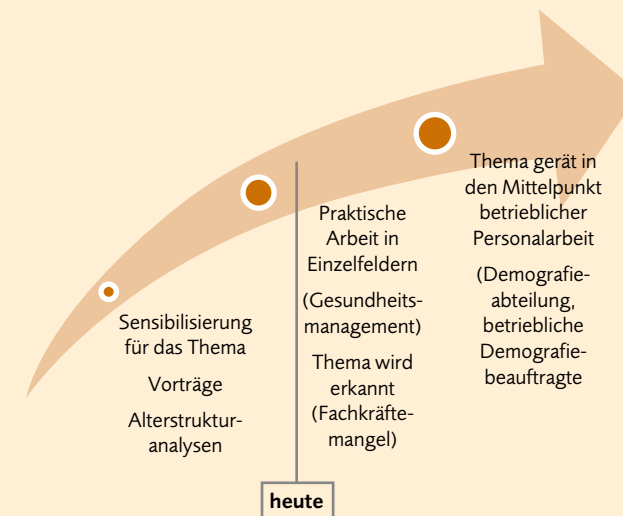 Sensibilisierung
für das Thema
Vorträge
Alterstruktur-
analysen
Praktische
Arbeit in
Einzelfeldern
(Gesundheits-
management)
Thema wird
erkannt
(Fachkräfte-
mangel)
Thema gerät in
den Mittelpunkt
betrieblicher
Personalarbeit
(Demografie-
abteilung,
betriebliche
Demografie-
beauftragte
heute